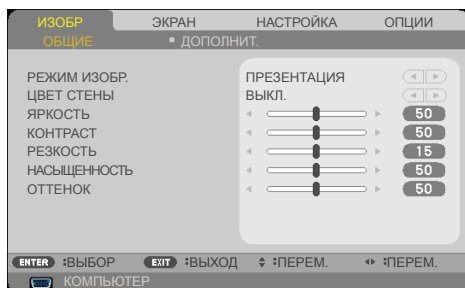 ИЗОБР ЭКРАН НАСТРОЙКА ОПЦИИ
ОБЩИЕ • ДОПОЛНИТ.
РЕЖИМ ИЗОБР. ПРЕЗЕНТАЦИЯ
ЦВЕТ СТЕНЫ ВЫКЛ.
ЯРКОСТЬ 50
КОНТРАСТ 50
РЕЗКОСТЬ 15
НАСЫЩЕННОСТЬ 50
ОТТЕНОК 50
ENTER :ВЫБОР EXIT :ВЫХОД :ПЕРЕМ. :ПЕРЕМ.
КОМПЬЮТЕР